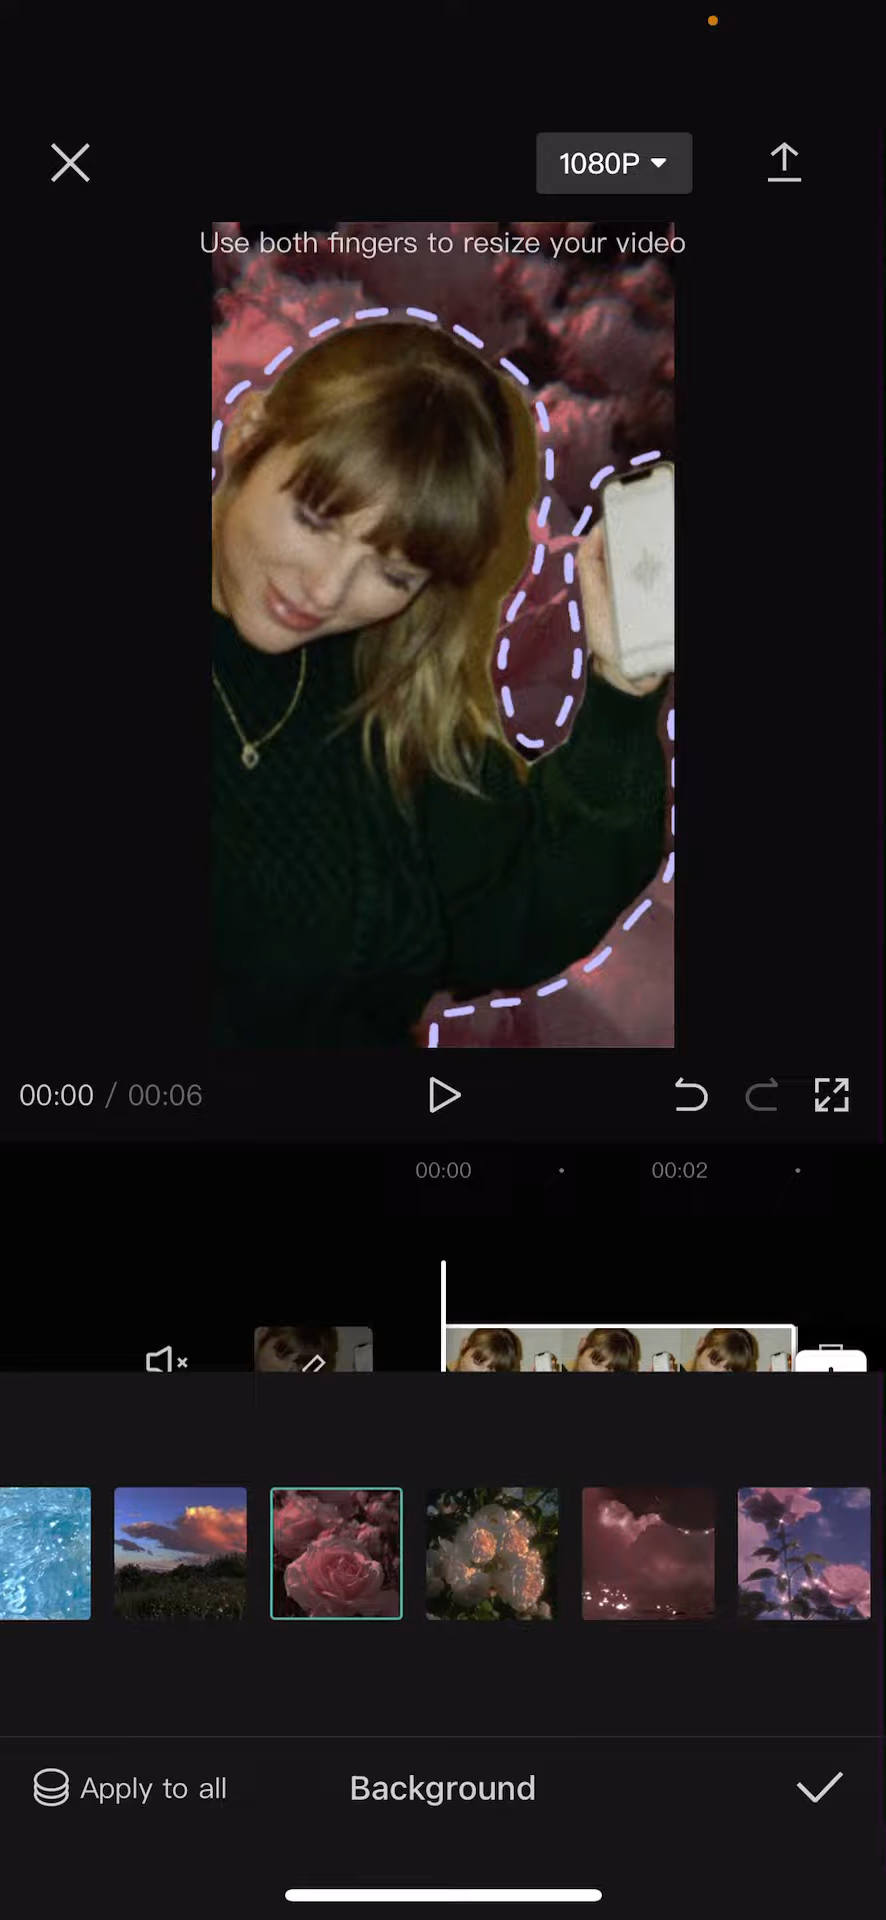 1080P
Use both fingers to resize your video
00:00 / 00:06
00:00 00:02
Apply to all Background